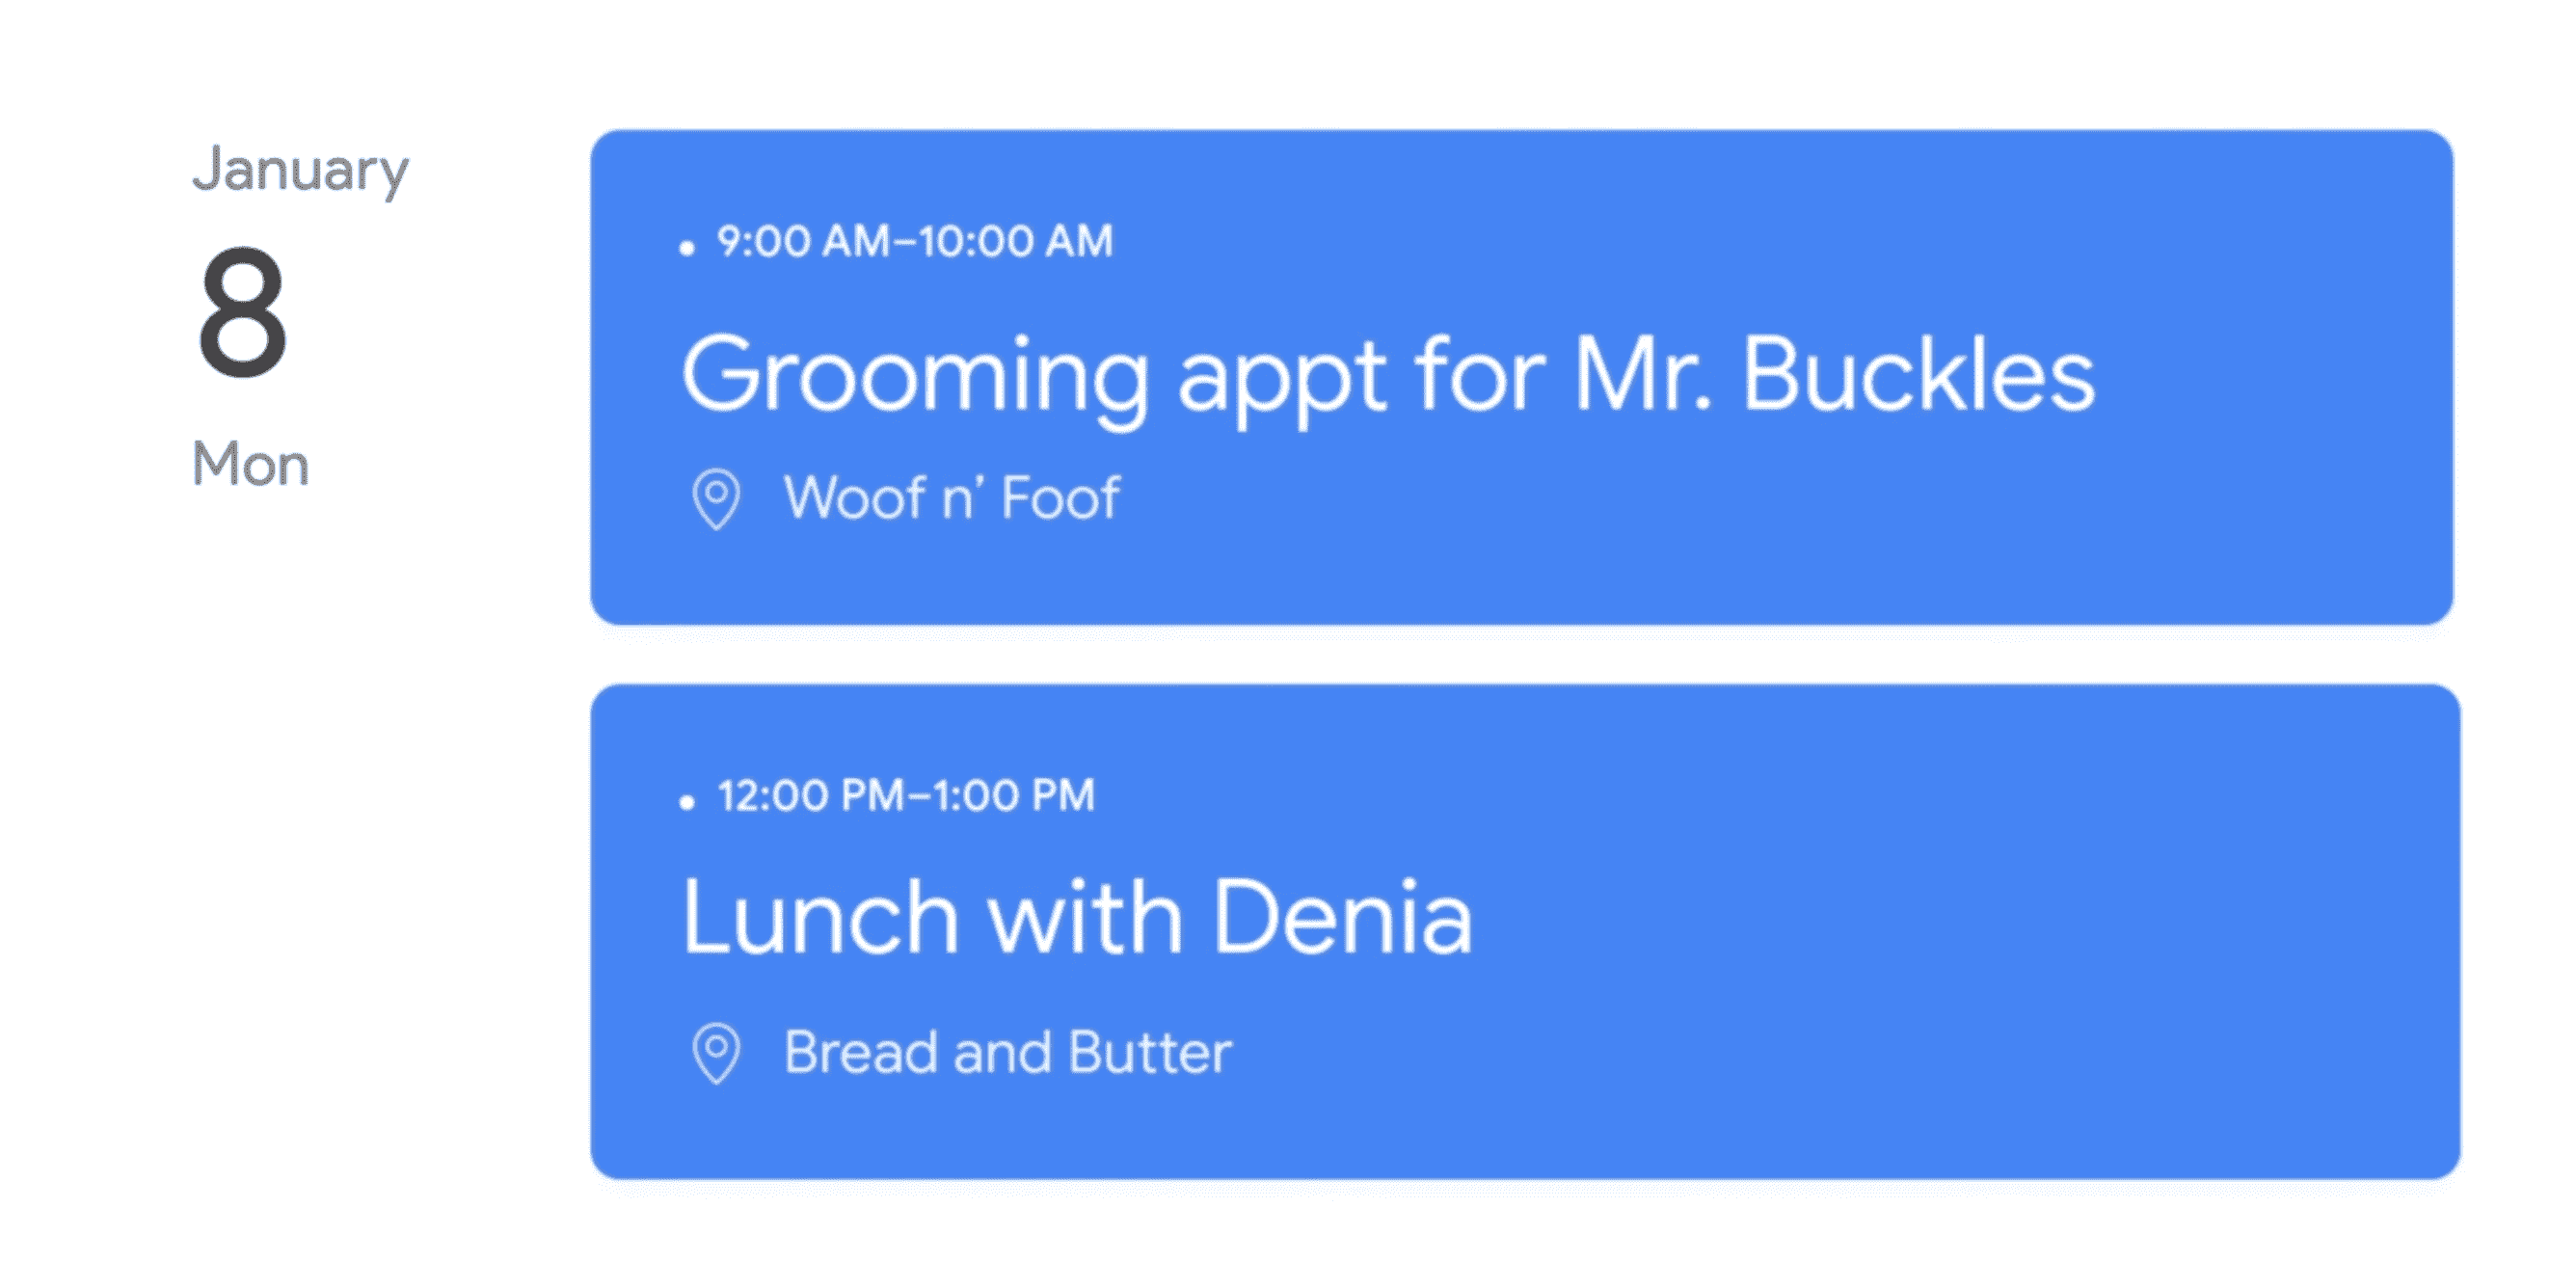 January
8
Mon
• 9:00 AM–10:00 AM
Grooming appt for Mr. Buckles
Woof n’ Foof
• 12:00 PM–1:00 PM
Lunch with Denia
Bread and Butter